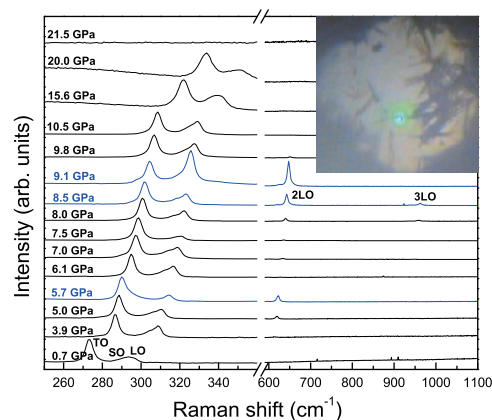 21.5 GPa
20.0 GPa
15.6 GPa
10.5 GPa
9.8 GPa
9.1 GPa
8.5 GPa
2LO
3LO
8.0 GPa
7.5 GPa
7.0 GPa
6.1 GPa
5.7 GPa
5.0 GPa
3.9 GPa
TO
SO LO
0.7 GPa
260 280 300 320 340 600 700 800 900 1000 1100
Raman shift (cm-1)
Intensity (arb. units)